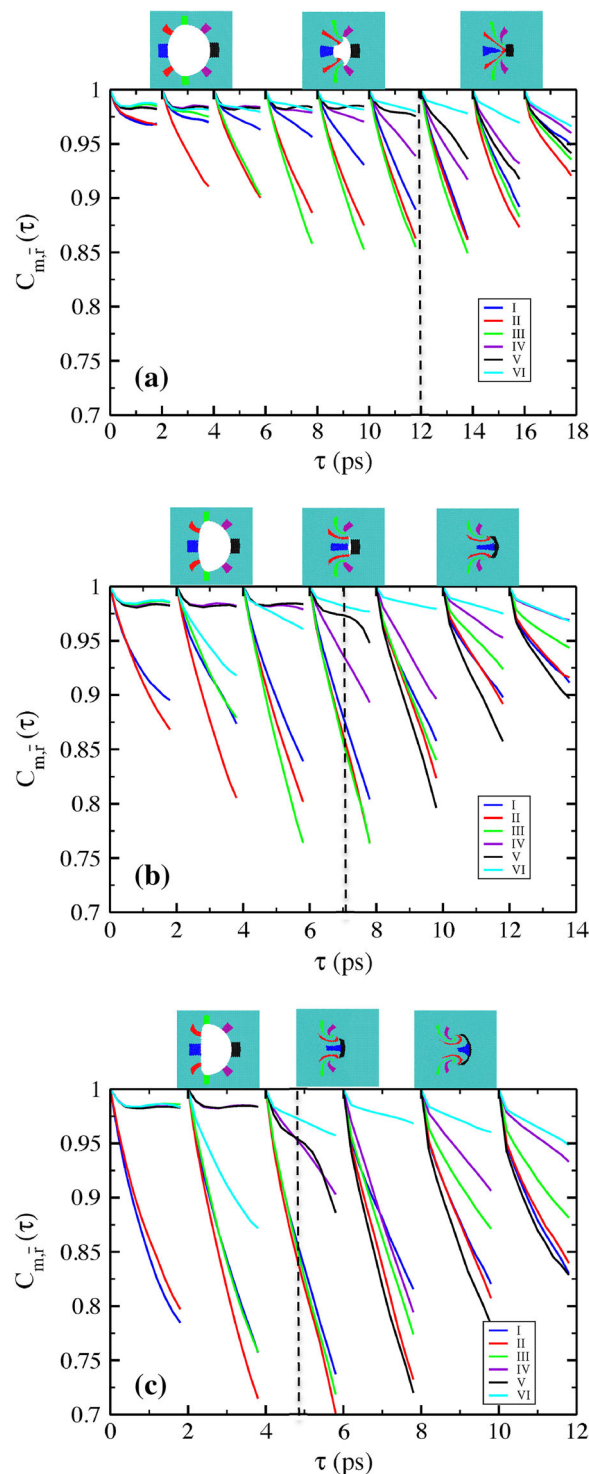 1
0.95
0.9
0.85
0.8
0.75
0.7
C m,r̄ (τ)
I
II
III
IV
V
VI
(a)
0 2 4 6 8 10 12 14 16 18
τ (ps)
1
0.95
0.9
0.85
0.8
0.75
0.7
C m,r̄ (τ)
I
II
III
IV
V
VI
(b)
0 2 4 6 8 10 12 14
τ (ps)
1
0.95
0.9
0.85
0.8
0.75
0.7
C m,r̄ (τ)
I
II
III
IV
V
VI
(c)
0 2 4 6 8 10 12
τ (ps)